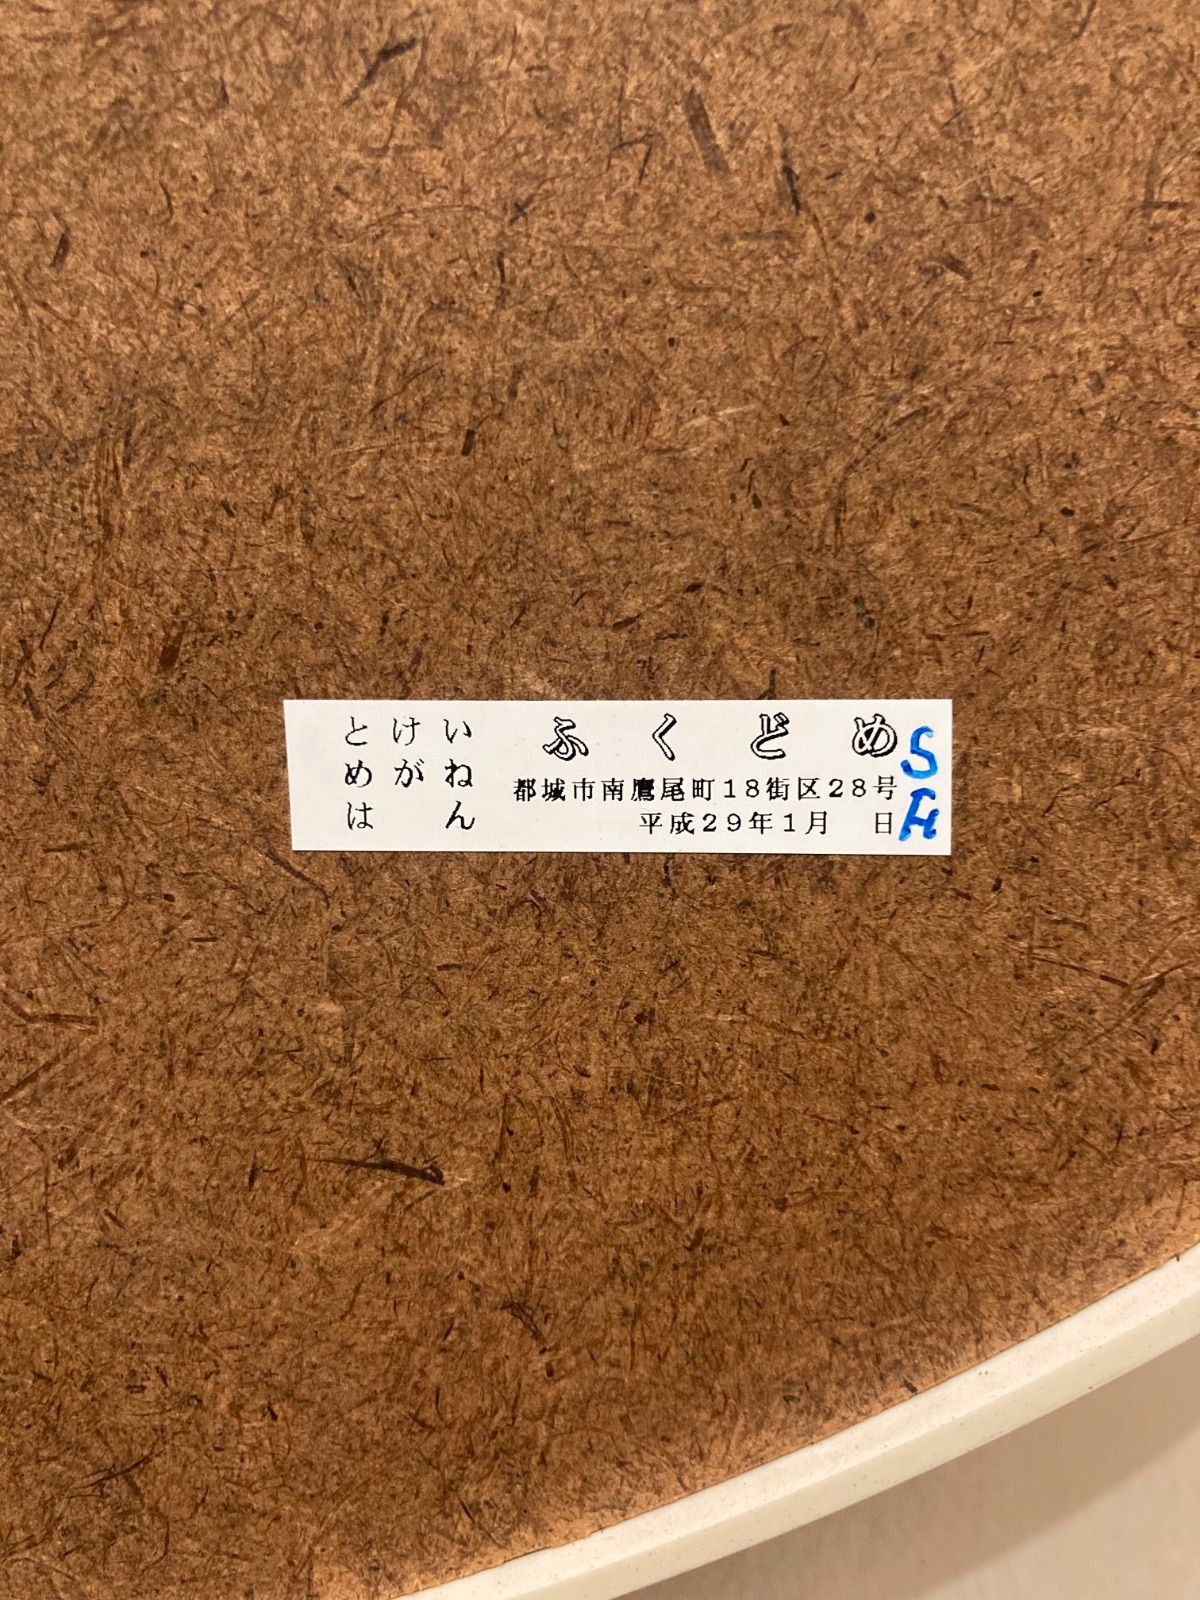 いねん
けが
とめは
ふくどめ
都城市南鷹尾町18街区28号
平成29年1月　日
S